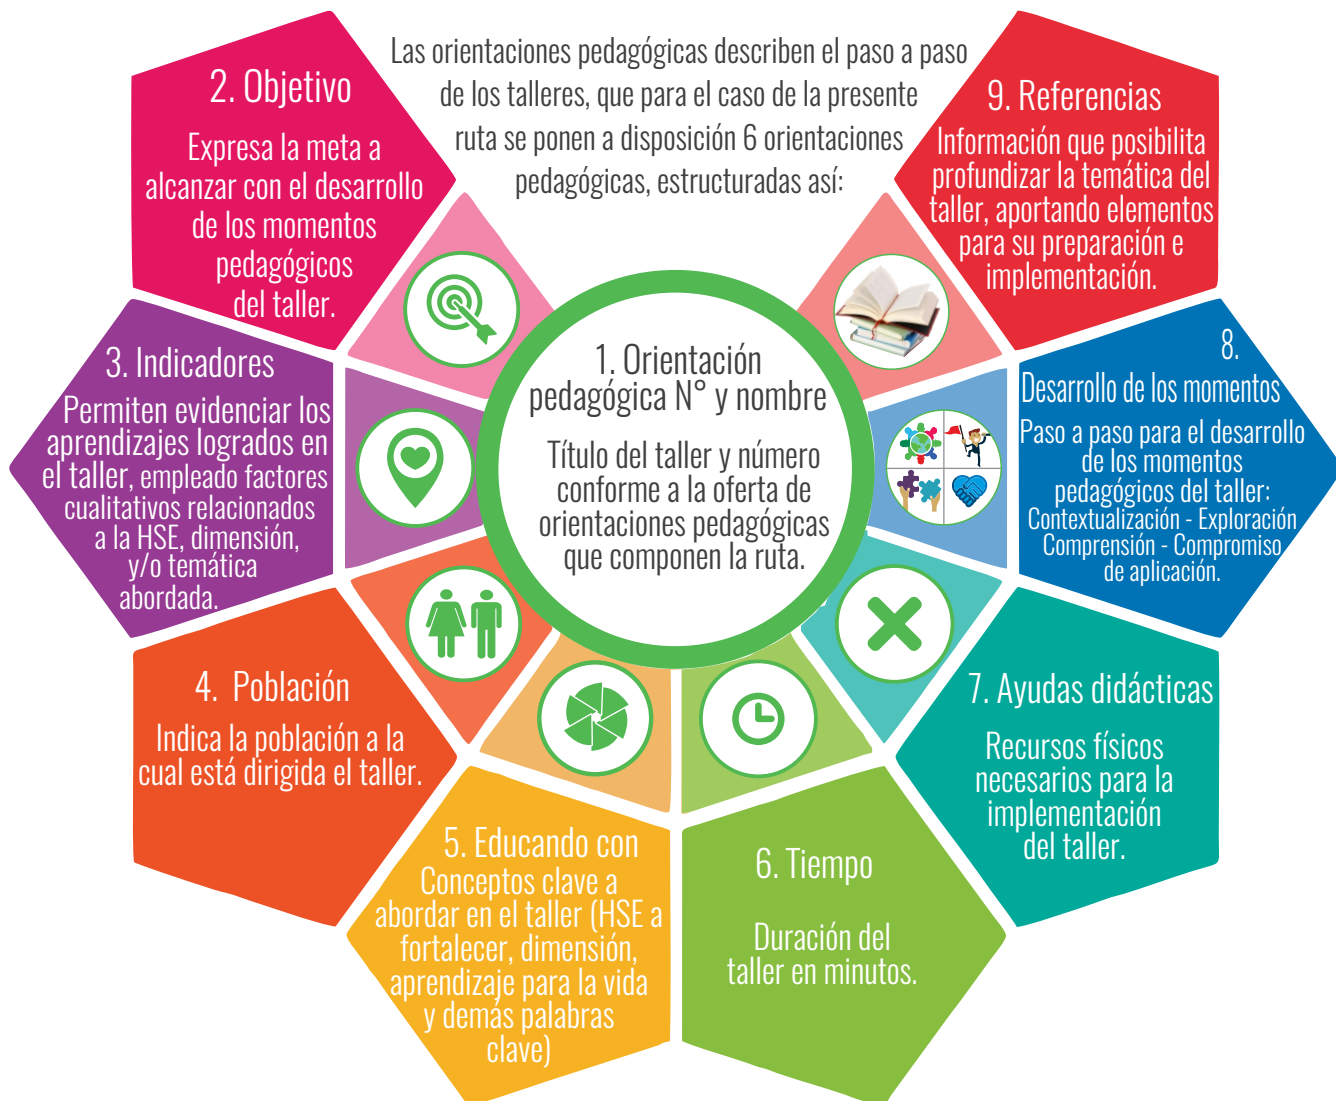 Las orientaciones pedagógicas describen el paso a paso
de los talleres, que para el caso de la presente
ruta se ponen a disposición 6 orientaciones
pedagógicas, estructuradas así:
1. Orientación
pedagógica N° y nombre
Título del taller y número
conforme a la oferta de
orientaciones pedagógicas
que componen la ruta.
2. Objetivo
Expresa la meta a
alcanzar con el desarrollo
de los momentos
pedagógicos
del taller.
3. Indicadores
Permiten evidenciar los
aprendizajes logrados en
el taller, empleado factores
cualitativos relacionados
a la HSE, dimensión,
y/o temática
abordada.
4. Población
Indica la población a la
cual está dirigida el taller.
5. Educando con
Conceptos clave a
abordar en el taller (HSE a
fortalecer, dimensión,
aprendizaje para la vida
y demás palabras
clave)
6. Tiempo
Duración del
taller en minutos.
7. Ayudas didácticas
Recursos físicos
necesarios para la
implementación
del taller.
8.
Desarrollo de los momentos
Paso a paso para el desarrollo
de los momentos
pedagógicos del taller:
Contextualización - Exploración
Comprensión - Compromiso
de aplicación.
9. Referencias
Información que posibilita
profundizar la temática del
taller, aportando elementos
para su preparación e
implementación.